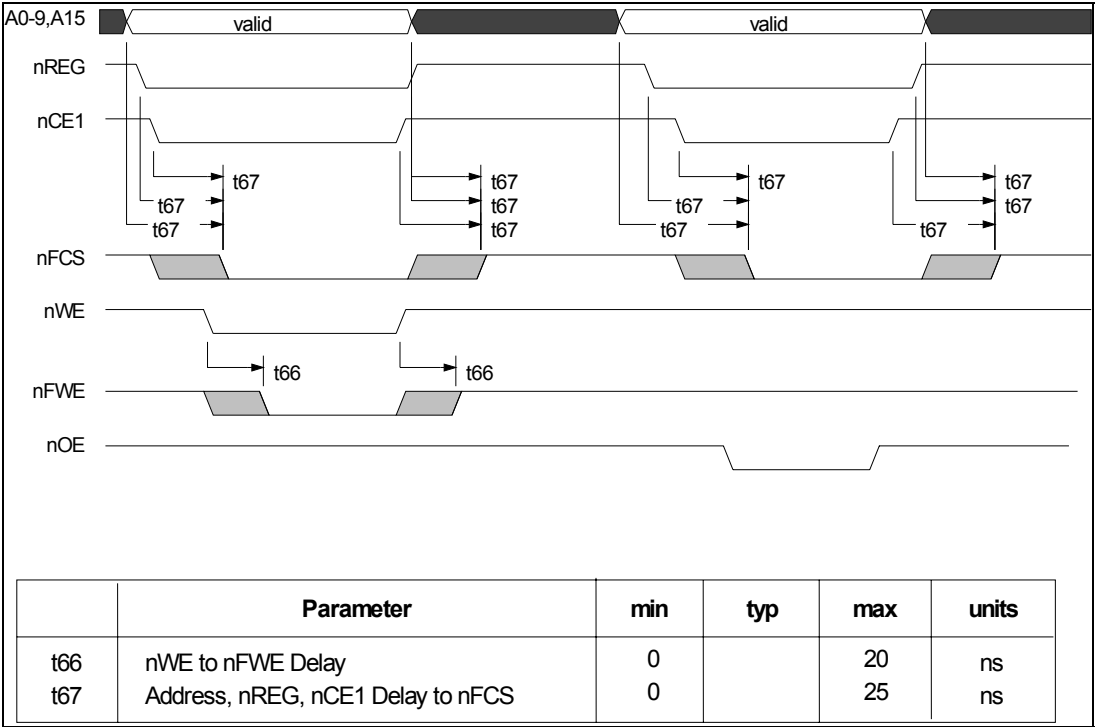 A0-9,A15 valid valid
nREG
nCE1
t67 t67 t67 t67
t67 t67 t67 t67
t67 t67 t67 t67
nFCS
nWE
t66 t66
nFWE
nOE
Parameter min typ max units
t66 nWE to nFWE Delay 0 20 ns
t67 Address, nREG, nCE1 Delay to nFCS 0 25 ns